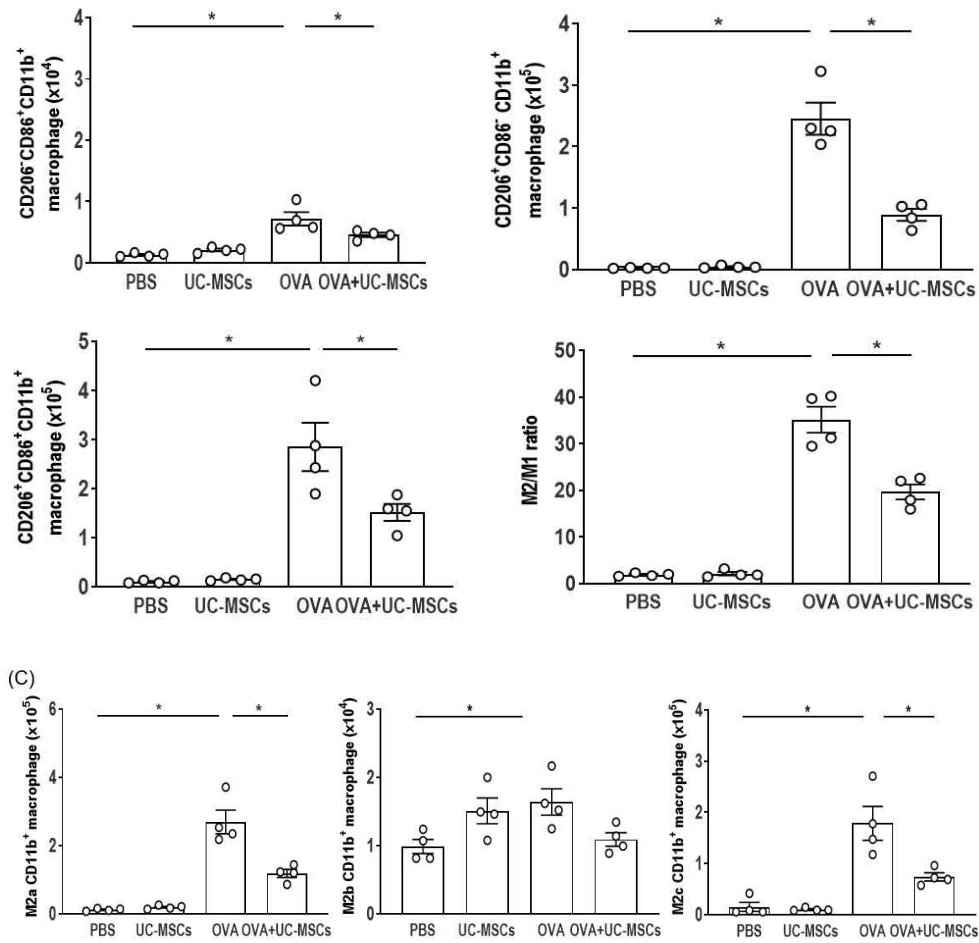 CD206⁻CD86⁺CD11b⁺
macrophage (x10⁴)
4
3
2
1
0
*
*
PBS UC-MSCs OVA OVA+UC-MSCs
CD206⁺CD86⁻ CD11b⁺
macrophage (x10⁵)
4
3
2
1
0
*
*
PBS UC-MSCs OVA OVA+UC-MSCs
CD206⁺CD86⁺CD11b⁺
macrophage (x10⁵)
5
4
3
2
1
0
*
*
PBS UC-MSCs OVA OVA+UC-MSCs
M2/M1 ratio
50
40
30
20
10
0
*
*
PBS UC-MSCs OVA OVA+UC-MSCs
(C)
M2a CD11b⁺ macrophage (x10⁵)
6
4
2
0
*
*
PBS UC-MSCs OVA OVA+UC-MSCs
M2b CD11b⁺ macrophage (x10⁴)
3
2
1
0
*
PBS UC-MSCs OVA OVA+UC-MSCs
M2c CD11b⁺ macrophage (x10⁵)
4
3
2
1
0
*
*
PBS UC-MSCs OVA OVA+UC-MSCs